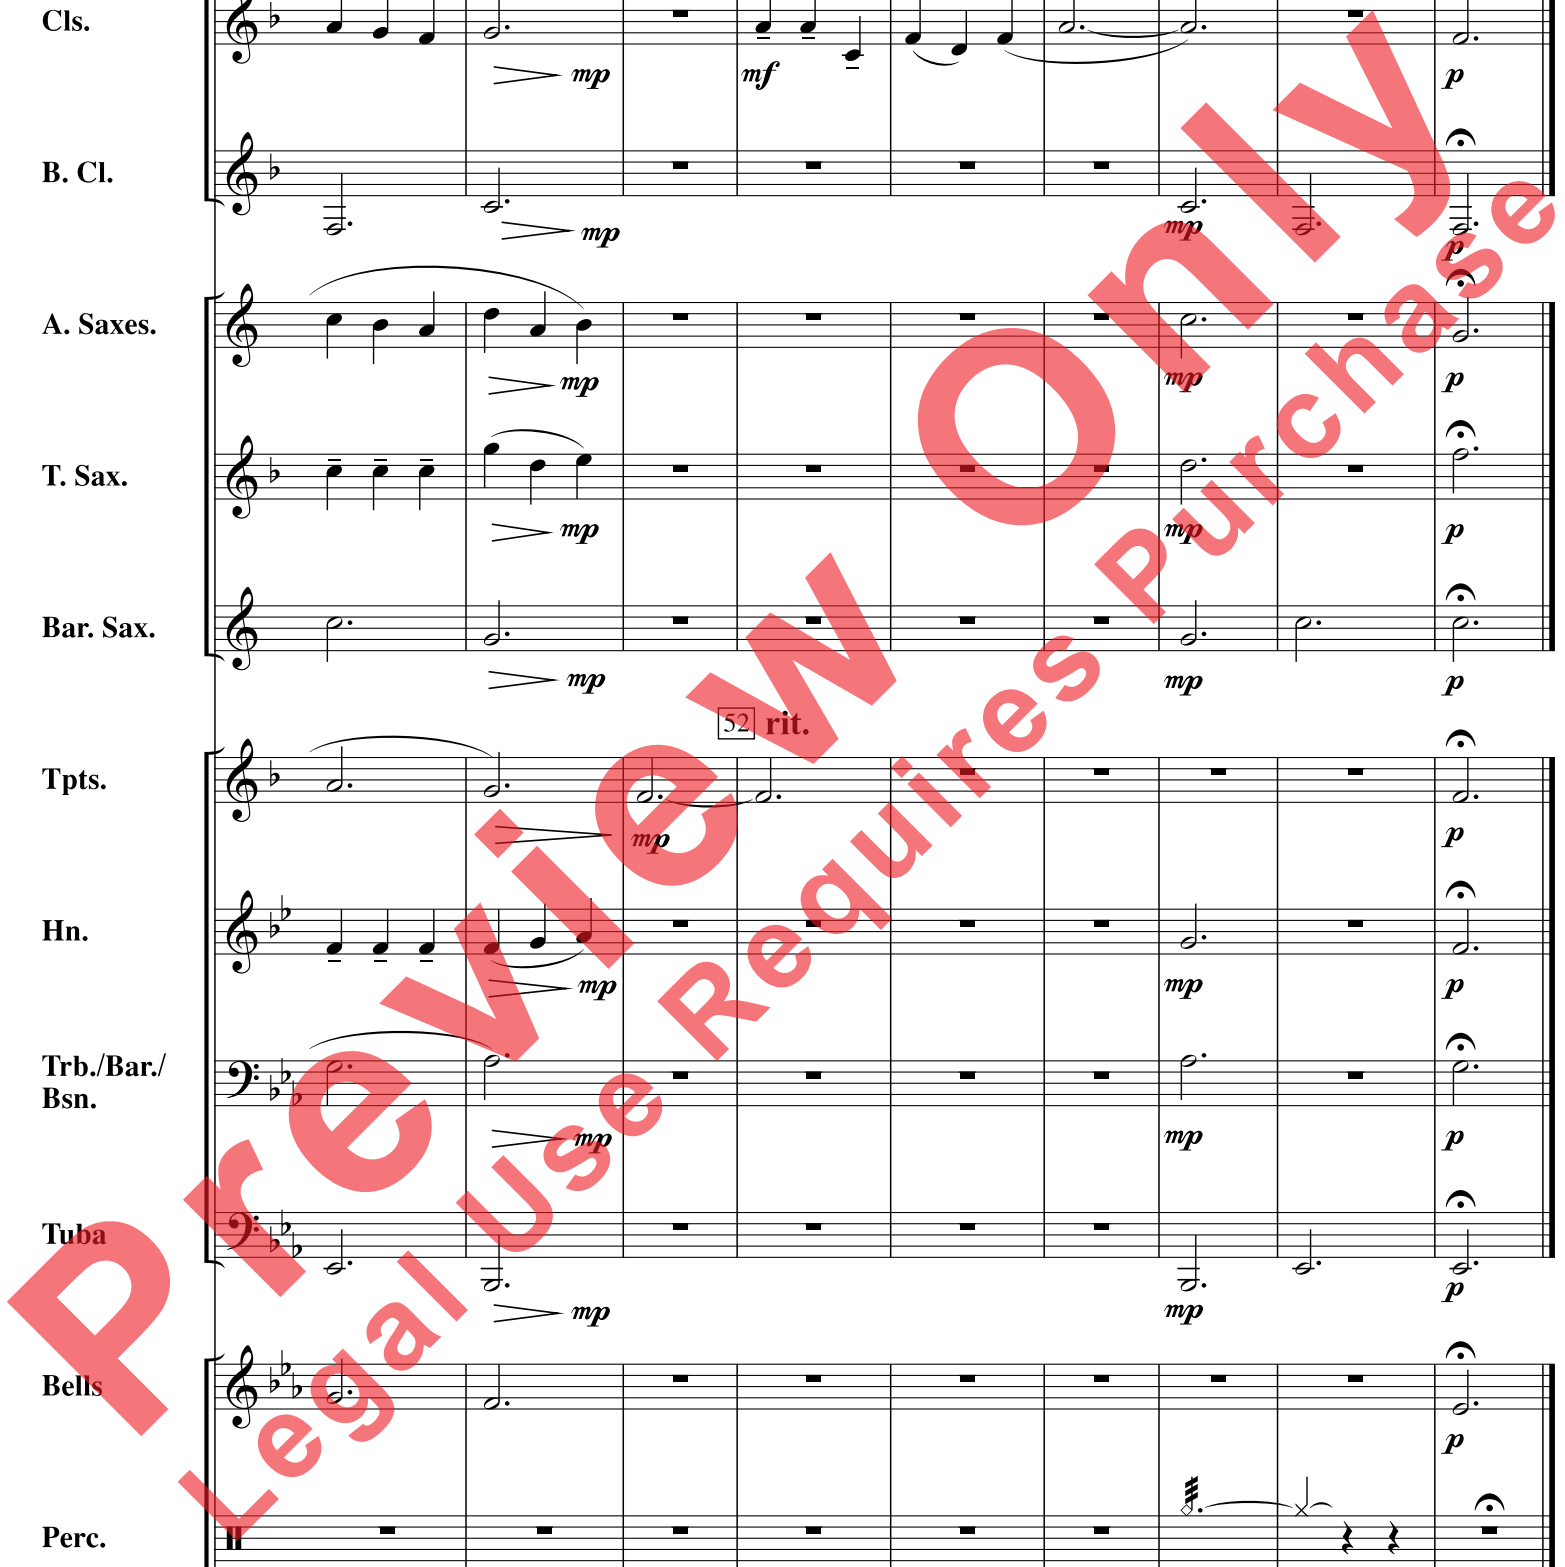 Cls.
mp mf p
B. Cl.
mp mp p
A. Saxes.
mp mp p
T. Sax.
mp mp p
Bar. Sax.
mp mp p
52 rit.
Tpts.
mp p
Hn.
mp mp p
Trb./Bar./
Bsn.
mp mp p
Tuba
mp mp p
Bells
p
Perc.
Preview Only
Legal Use Requires Purchase